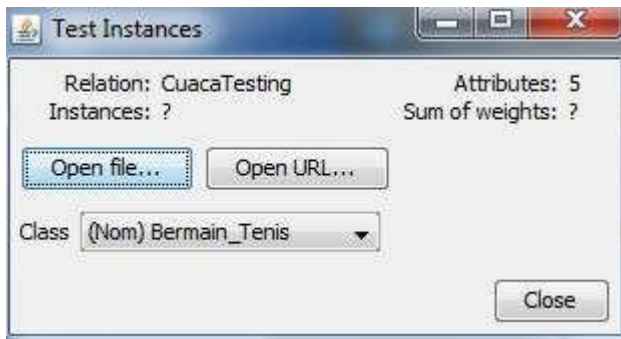 Test Instances
Relation: CuacaTesting Attributes: 5
Instances: ? Sum of weights: ?
Open file... Open URL...
Class (Nom) Bermain_Tenis
Close